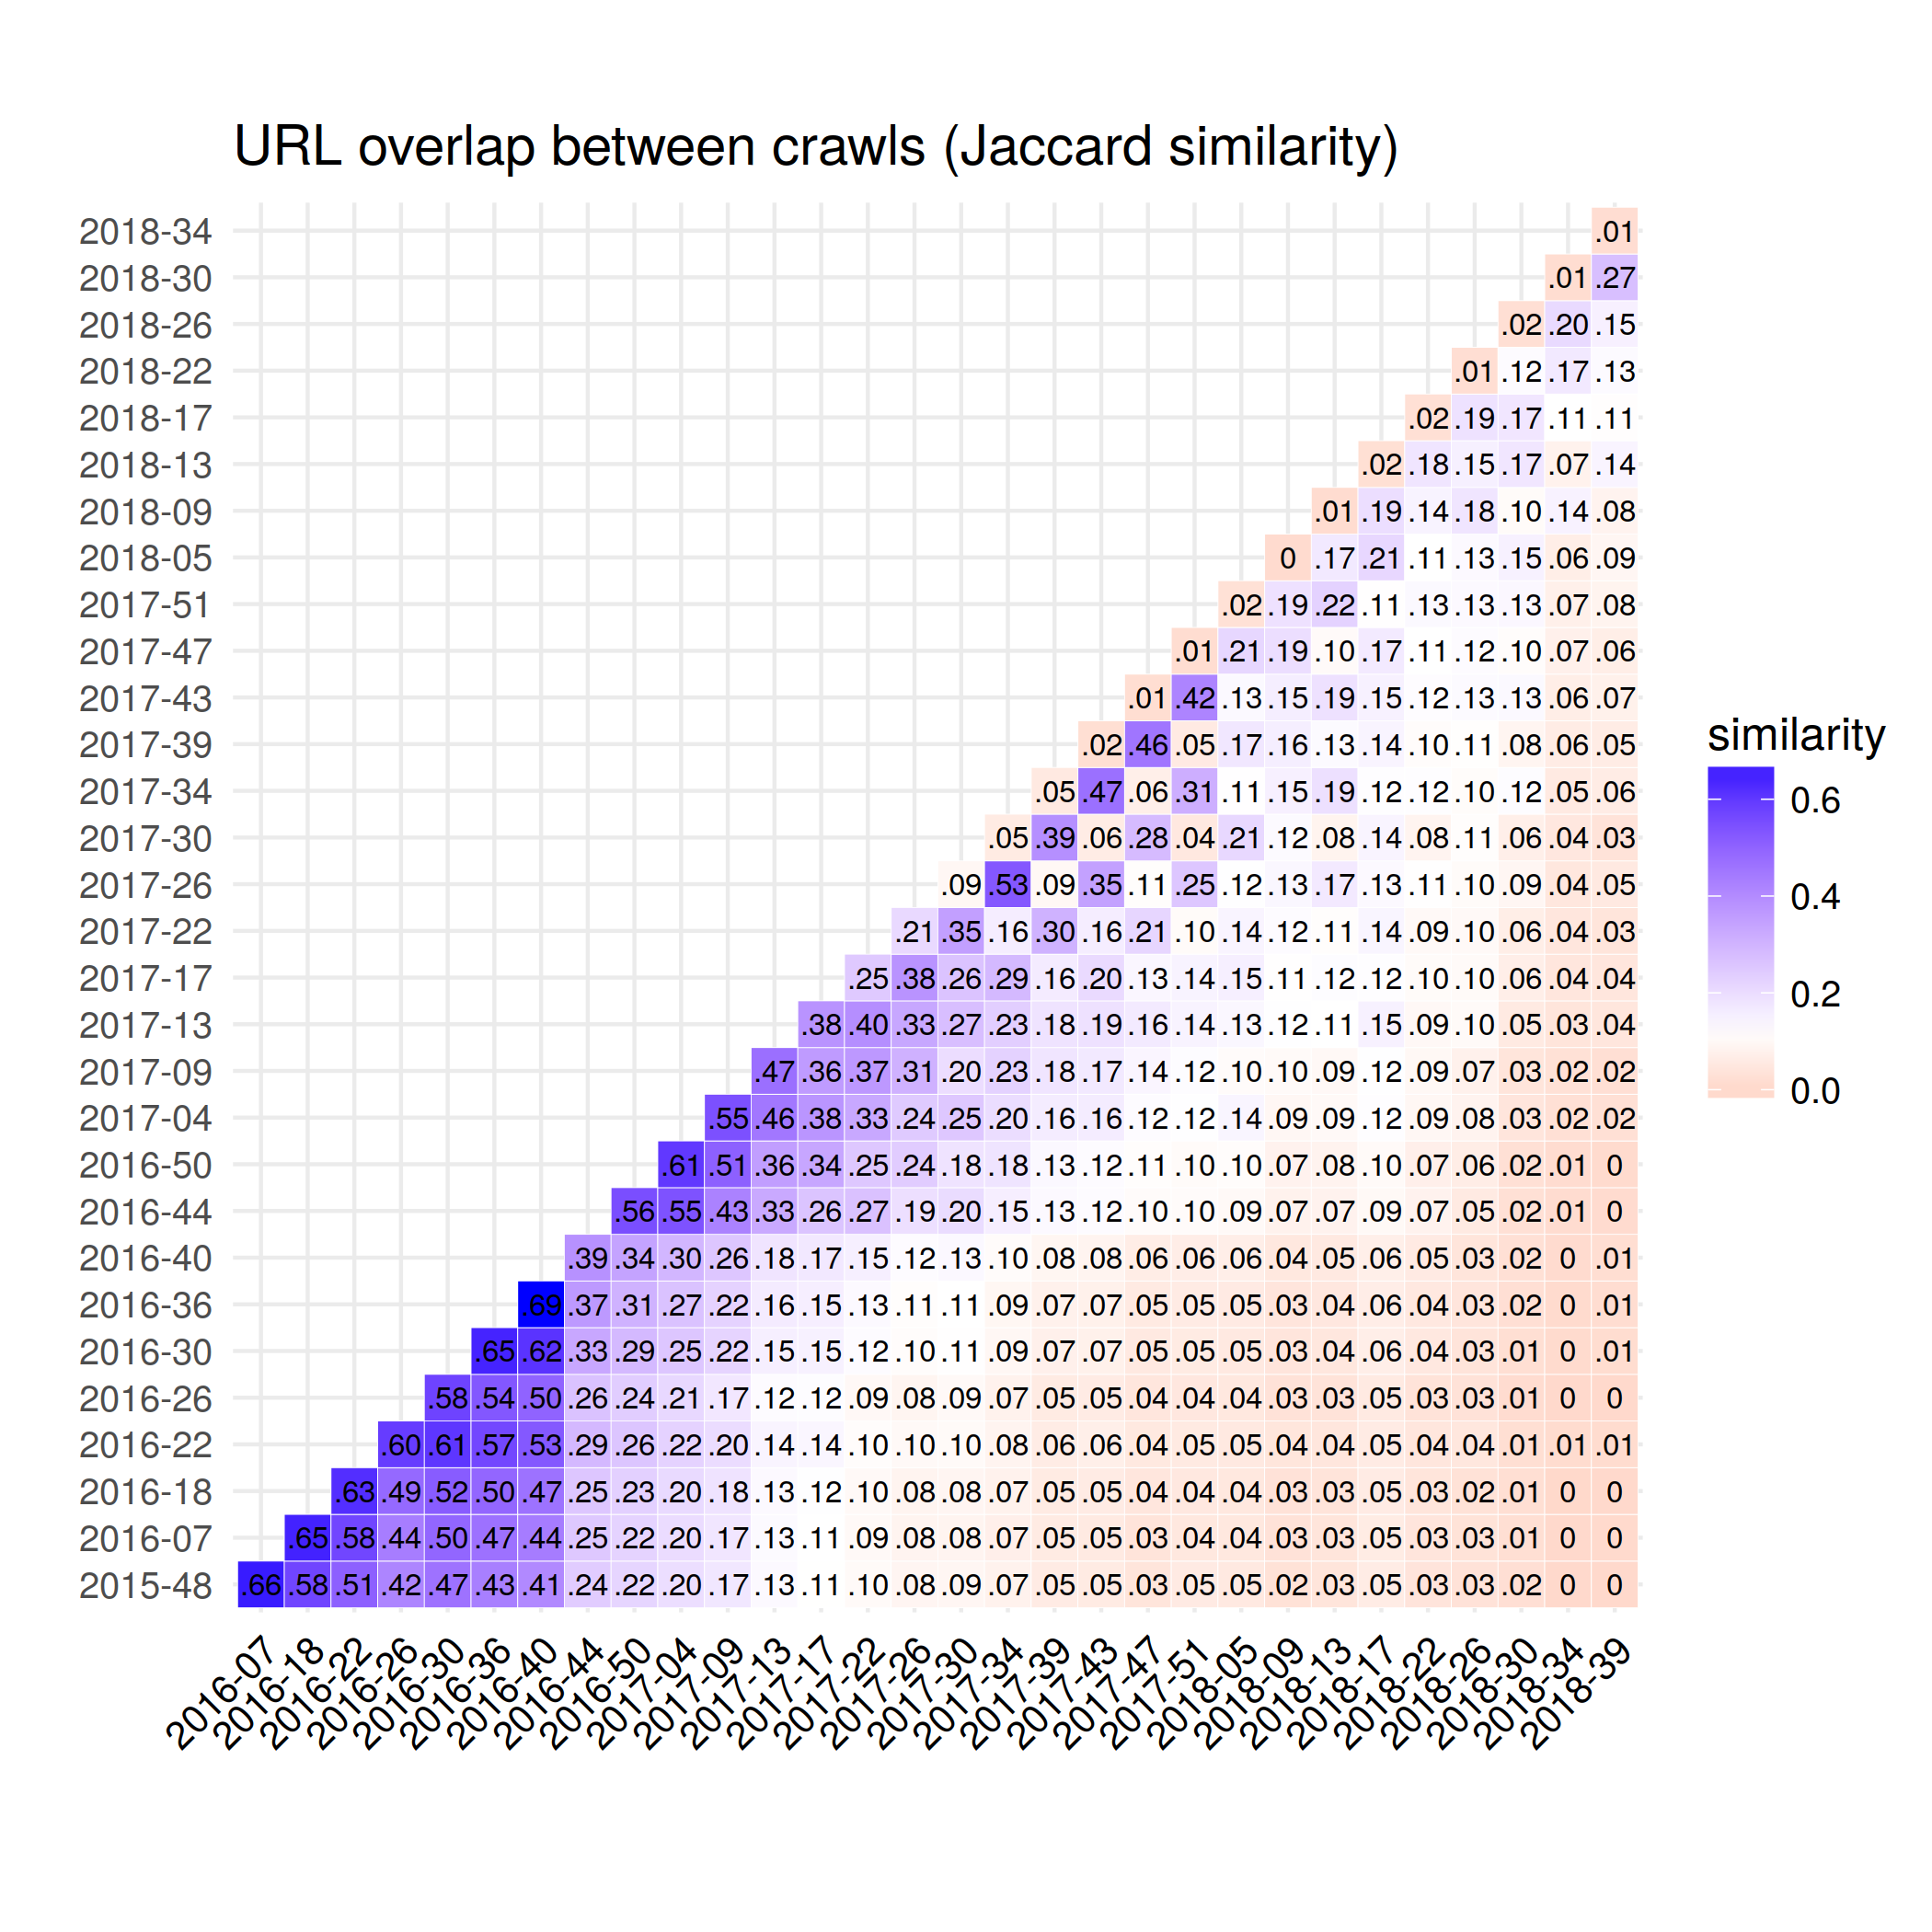 URL overlap between crawls (Jaccard similarity)
2018-34 .01
2018-30 .01 .27
2018-26 .02 .20 .15
2018-22 .01 .12 .17 .13
2018-17 .02 .19 .17 .11 .11
2018-13 .02 .18 .15 .17 .07 .14
2018-09 .01 .19 .14 .18 .10 .14 .08
2018-05 0 .17 .21 .11 .13 .15 .06 .09
2017-51 .02 .19 .22 .11 .13 .13 .13 .07 .08
2017-47 .01 .21 .19 .10 .17 .11 .12 .10 .07 .06
2017-43 .01 .42 .13 .15 .19 .15 .12 .13 .13 .06 .07
2017-39 .02 .46 .05 .17 .16 .13 .14 .10 .11 .08 .06 .05
2017-34 .05 .47 .06 .31 .11 .15 .19 .12 .12 .10 .12 .05 .06
2017-30 .05 .39 .06 .28 .04 .21 .12 .08 .14 .08 .11 .06 .04 .03
2017-26 .09 .53 .09 .35 .11 .25 .12 .13 .17 .13 .11 .10 .09 .04 .05
2017-22 .21 .35 .16 .30 .16 .21 .10 .14 .12 .11 .14 .09 .10 .06 .04 .03
2017-17 .25 .38 .26 .29 .16 .20 .13 .14 .15 .11 .12 .12 .10 .10 .06 .04 .04
2017-13 .38 .40 .33 .27 .23 .18 .19 .16 .14 .13 .12 .11 .15 .09 .10 .05 .03 .04
2017-09 .47 .36 .37 .31 .20 .23 .18 .17 .14 .12 .10 .10 .09 .12 .09 .07 .03 .02 .02
2017-04 .55 .46 .38 .33 .24 .25 .20 .16 .16 .12 .12 .14 .09 .09 .12 .09 .08 .03 .02 .02
2016-50 .61 .51 .36 .34 .25 .24 .18 .18 .13 .12 .11 .10 .10 .07 .08 .10 .07 .06 .02 .01 0
2016-44 .56 .55 .43 .33 .26 .27 .19 .20 .15 .13 .12 .10 .10 .09 .07 .07 .09 .07 .05 .02 .01 0
2016-40 .39 .34 .30 .26 .18 .17 .15 .12 .13 .10 .08 .08 .06 .06 .06 .04 .05 .06 .05 .03 .02 0 .01
2016-36 .69 .37 .31 .27 .22 .16 .15 .13 .11 .11 .09 .07 .07 .05 .05 .05 .03 .04 .06 .04 .03 .02 0 .01
2016-30 .65 .62 .33 .29 .25 .22 .15 .15 .12 .10 .11 .09 .07 .07 .05 .05 .05 .03 .04 .06 .04 .03 .01 0 .01
2016-26 .58 .54 .50 .26 .24 .21 .17 .12 .12 .09 .08 .09 .07 .05 .05 .04 .04 .04 .03 .03 .05 .03 .03 .01 0 0
2016-22 .60 .61 .57 .53 .29 .26 .22 .20 .14 .14 .10 .10 .10 .08 .06 .06 .04 .05 .05 .04 .04 .05 .04 .04 .01 .01 .01
2016-18 .63 .49 .52 .50 .47 .25 .23 .20 .18 .13 .12 .10 .08 .08 .07 .05 .05 .04 .04 .04 .03 .03 .05 .03 .02 .01 0 0
2016-07 .65 .58 .44 .50 .47 .44 .25 .22 .20 .17 .13 .11 .09 .08 .08 .07 .05 .05 .03 .04 .04 .03 .03 .05 .03 .03 .01 0 0
2015-48 .66 .58 .51 .42 .47 .43 .41 .24 .22 .20 .17 .13 .11 .10 .08 .09 .07 .05 .05 .03 .05 .05 .02 .03 .05 .03 .03 .02 0 0
2016-07 2016-18 2016-22 2016-26 2016-30 2016-36 2016-40 2016-44 2016-50 2017-04 2017-09 2017-13 2017-17 2017-22 2017-26 2017-30 2017-34 2017-39 2017-43 2017-47 2017-51 2018-05 2018-09 2018-13 2018-17 2018-22 2018-26 2018-30 2018-34 2018-39
similarity
0.6
0.4
0.2
0.0